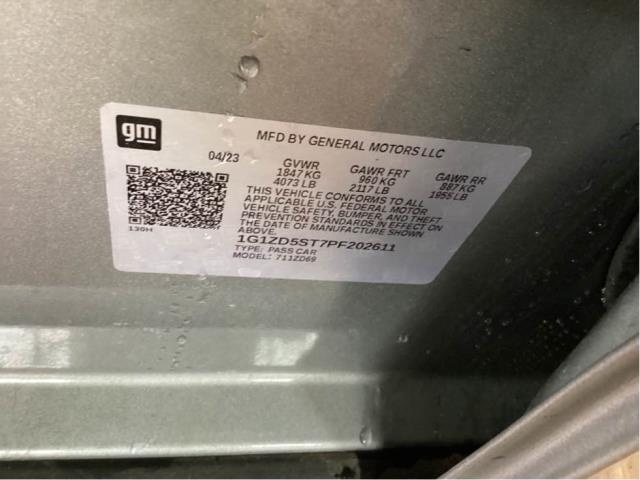 gm
MFD BY GENERAL MOTORS LLC
04/23 GVWR GAWR FRT GAWR RR
1847 KG 960 KG 887 KG
4073 LB 2117 LB 1955 LB
THIS VEHICLE CONFORMS TO ALL
APPLICABLE U.S. FEDERAL MOTOR
VEHICLE SAFETY, BUMPER, AND THEFT
PREVENTION STANDARDS IN EFFECT ON
THE DATE OF MANUFACTURE SHOWN
ABOVE.
130H
1G1ZD5ST7PF202611
TYPE: PASS CAR
MODEL: 711ZD69